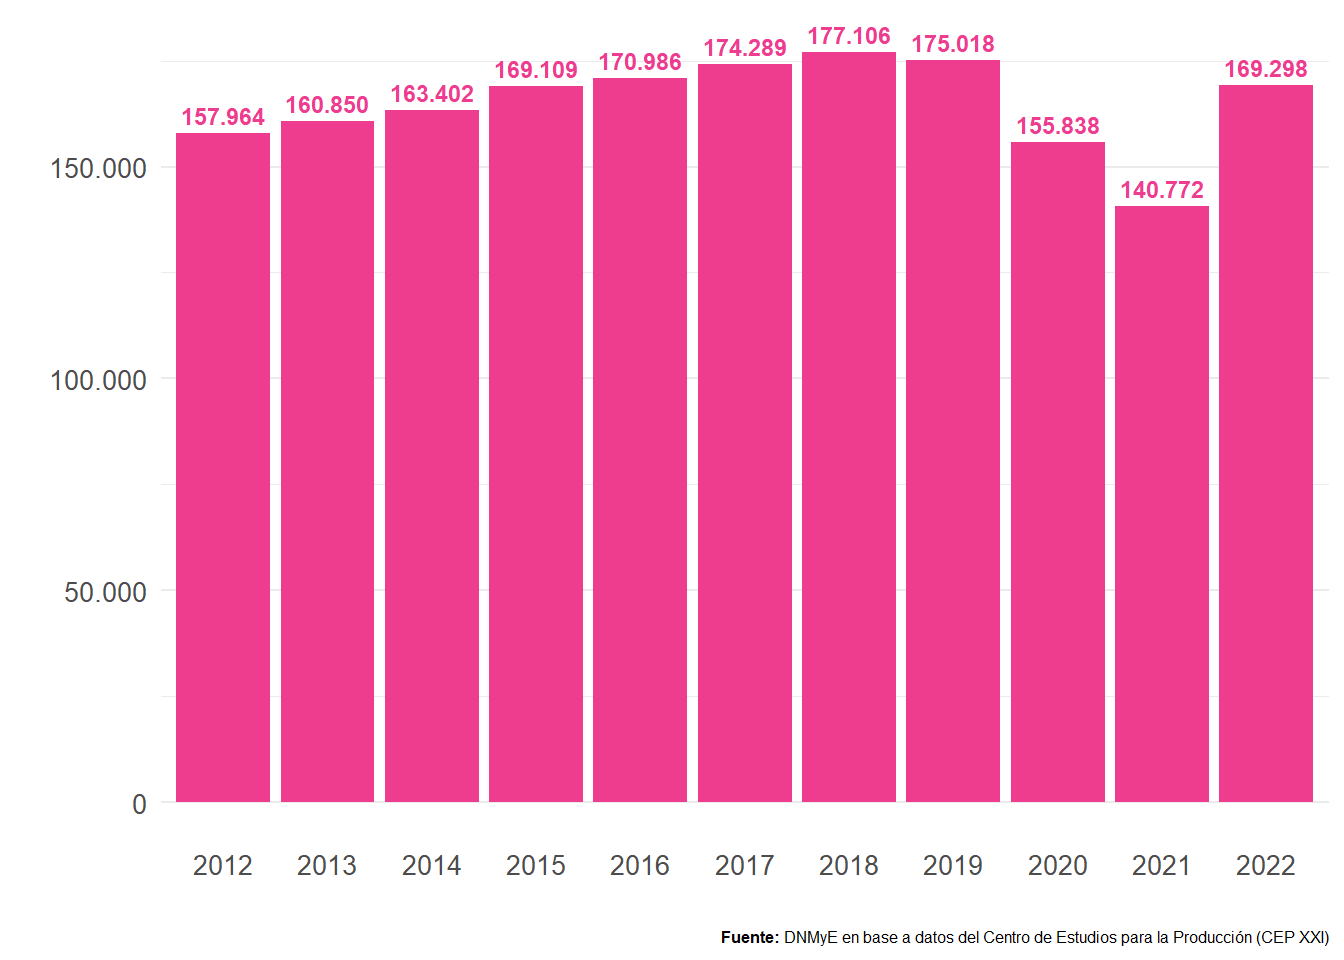 157.964 160.850 163.402 169.109 170.986 174.289 177.106 175.018 155.838 140.772 169.298
150.000
100.000
50.000
0
2012 2013 2014 2015 2016 2017 2018 2019 2020 2021 2022
Fuente: DNMyE en base a datos del Centro de Estudios para la Producción (CEP XXI)